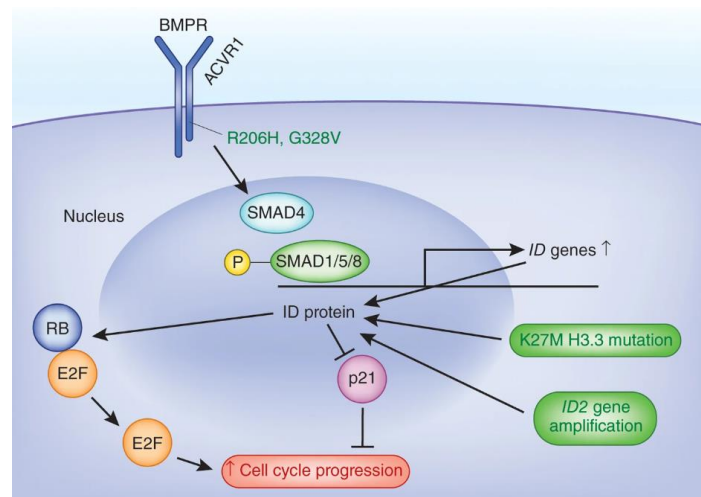 BMPR
ACVR1
R206H, G328V
Nucleus
SMAD4
P
SMAD1/5/8
ID genes ↑
ID protein
RB
K27M H3.3 mutation
E2F
p21
ID2 gene
amplification
E2F
↑ Cell cycle progression